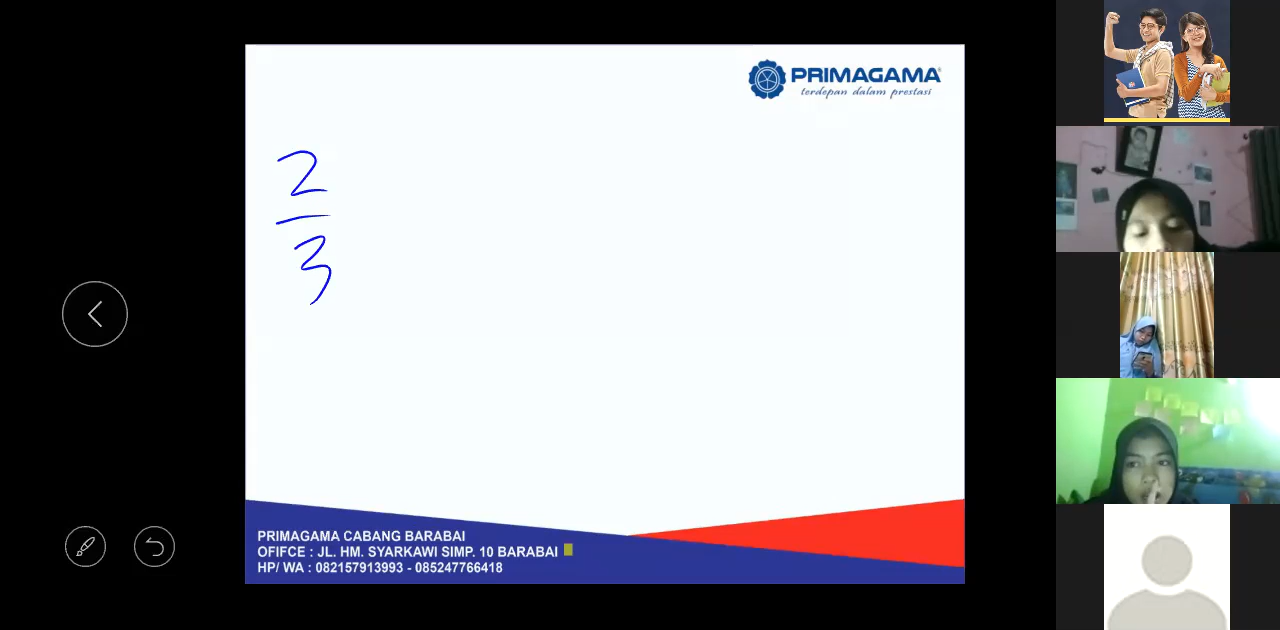 PRIMAGAMA
terdepan dalam prestasi
2
3
PRIMAGAMA CABANG BARABAI
OFIFCE : JL. HM. SYARKAWI SIMP. 10 BARABAI
HP/ WA : 082157913993 - 085247766418